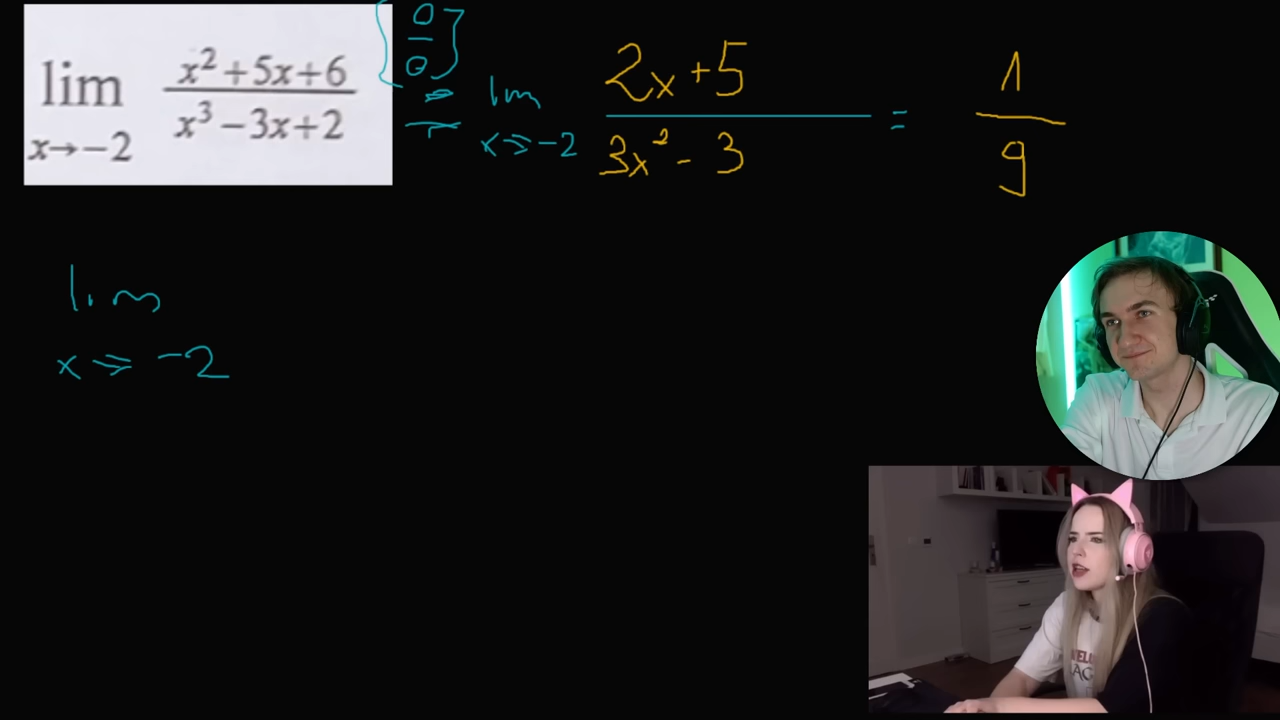 lim x→−2 x²+5x+6 / x³−3x+2
[0/0] = lim x→−2 2x+5 / 3x²−3 = 1/9
lim
x→−2